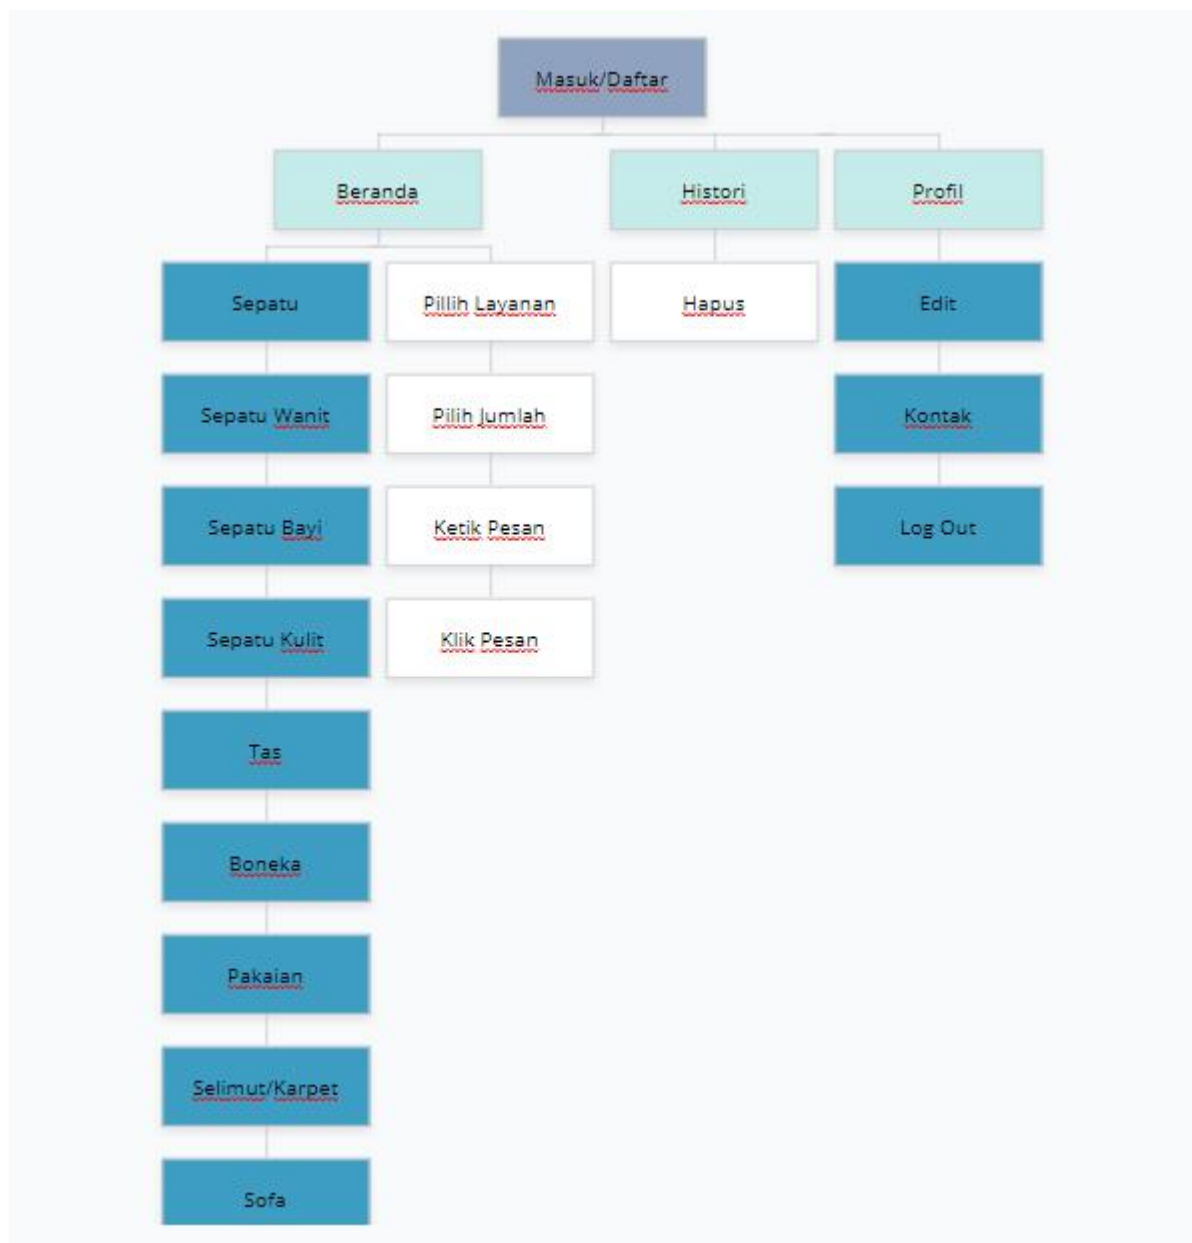 Masuk/Daftar
Beranda
Histori
Profil
Sepatu
Pillih Layanan
Hapus
Edit
Sepatu Wanit
Pilih Jumlah
Kontak
Sepatu Bayi
Ketik Pesan
Log Out
Sepatu Kulit
Klik Pesan
Tas
Boneka
Pakaian
Selimut/Karpet
Sofa